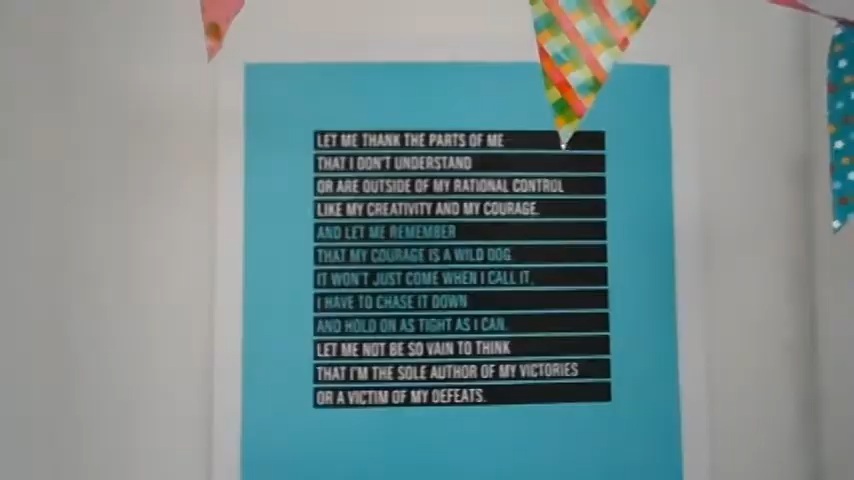 LET ME THANK THE PARTS OF ME
THAT I DON'T UNDERSTAND
OR ARE OUTSIDE OF MY RATIONAL CONTROL
LIKE MY CREATIVITY AND MY COURAGE.
AND LET ME REMEMBER
THAT MY COURAGE IS A WILD DOG.
IT WON'T JUST COME WHEN I CALL IT,
I HAVE TO CHASE IT DOWN
AND HOLD ON AS TIGHT AS I CAN.
LET ME NOT BE SO VAIN TO THINK
THAT I'M THE SOLE AUTHOR OF MY VICTORIES
OR A VICTIM OF MY DEFEATS.